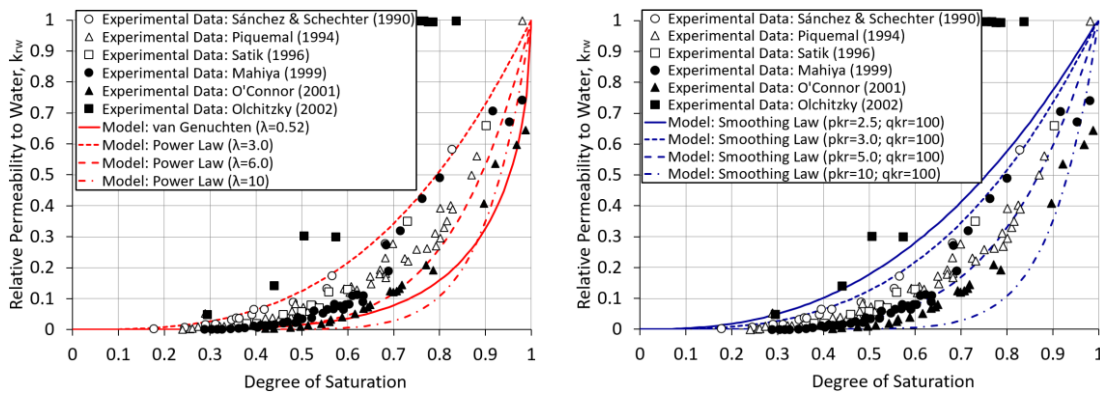 Relative Permeability to Water, krw
1
0.9
0.8
0.7
0.6
0.5
0.4
0.3
0.2
0.1
0
Experimental Data: Sánchez & Schechter (1990)
Experimental Data: Piquemal (1994)
Experimental Data: Satik (1996)
Experimental Data: Mahiya (1999)
Experimental Data: O'Connor (2001)
Experimental Data: Olchitzky (2002)
Model: van Genuchten (λ=0.52)
Model: Power Law (λ=3.0)
Model: Power Law (λ=6.0)
Model: Power Law (λ=10)
0 0.1 0.2 0.3 0.4 0.5 0.6 0.7 0.8 0.9 1
Degree of Saturation
Relative Permeability to Water, krw
1
0.9
0.8
0.7
0.6
0.5
0.4
0.3
0.2
0.1
0
Experimental Data: Sánchez & Schechter (1990)
Experimental Data: Piquemal (1994)
Experimental Data: Satik (1996)
Experimental Data: Mahiya (1999)
Experimental Data: O'Connor (2001)
Experimental Data: Olchitzky (2002)
Model: Smoothing Law (pkr=2.5; qkr=100)
Model: Smoothing Law (pkr=3.0; qkr=100)
Model: Smoothing Law (pkr=5.0; qkr=100)
Model: Smoothing Law (pkr=10; qkr=100)
0 0.1 0.2 0.3 0.4 0.5 0.6 0.7 0.8 0.9 1
Degree of Saturation